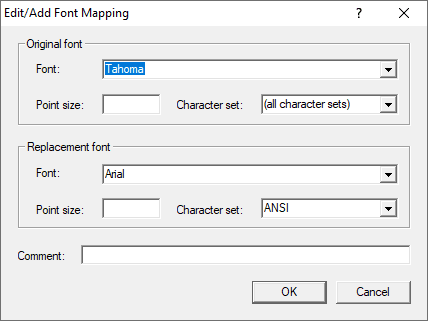 Edit/Add Font Mapping ? ×
Original font
Font: Tahoma
Point size: Character set: (all character sets)
Replacement font
Font: Arial
Point size: Character set: ANSI
Comment:
OK Cancel